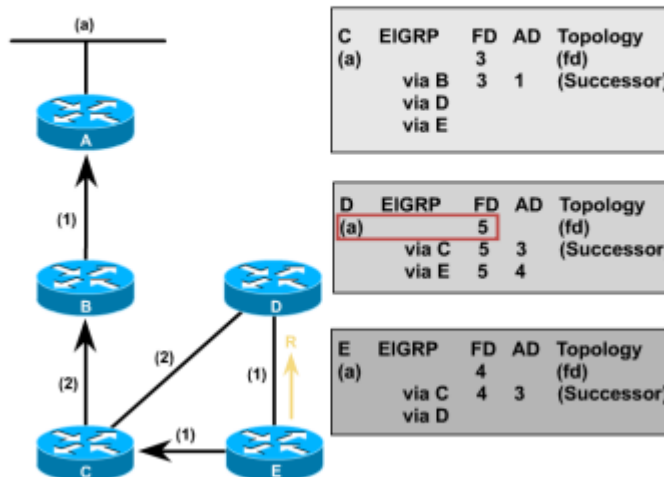 (a)
A
(1)
B
D
(2)
(2)
(1)
R
(1)
C
E
C EIGRP FD AD Topology
(a) 3 (fd)
via B 3 1 (Successor)
via D
via E
D EIGRP FD AD Topology
(a) 5 (fd)
via C 5 3 (Successor)
via E 5 4
E EIGRP FD AD Topology
(a) 4 (fd)
via C 4 3 (Successor)
via D